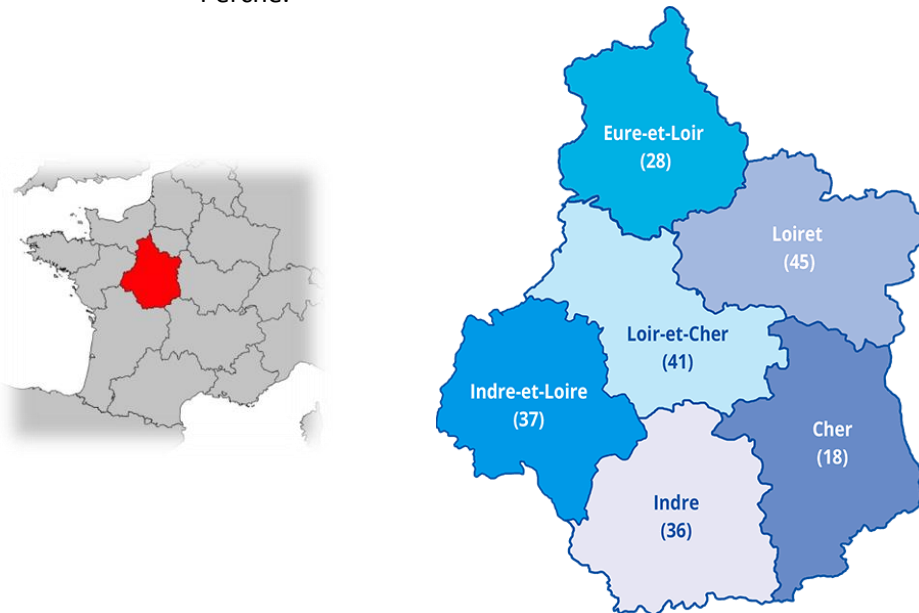 Eure-et-Loir
(28)
Loiret
(45)
Loir-et-Cher
(41)
Indre-et-Loire
(37)
Cher
(18)
Indre
(36)